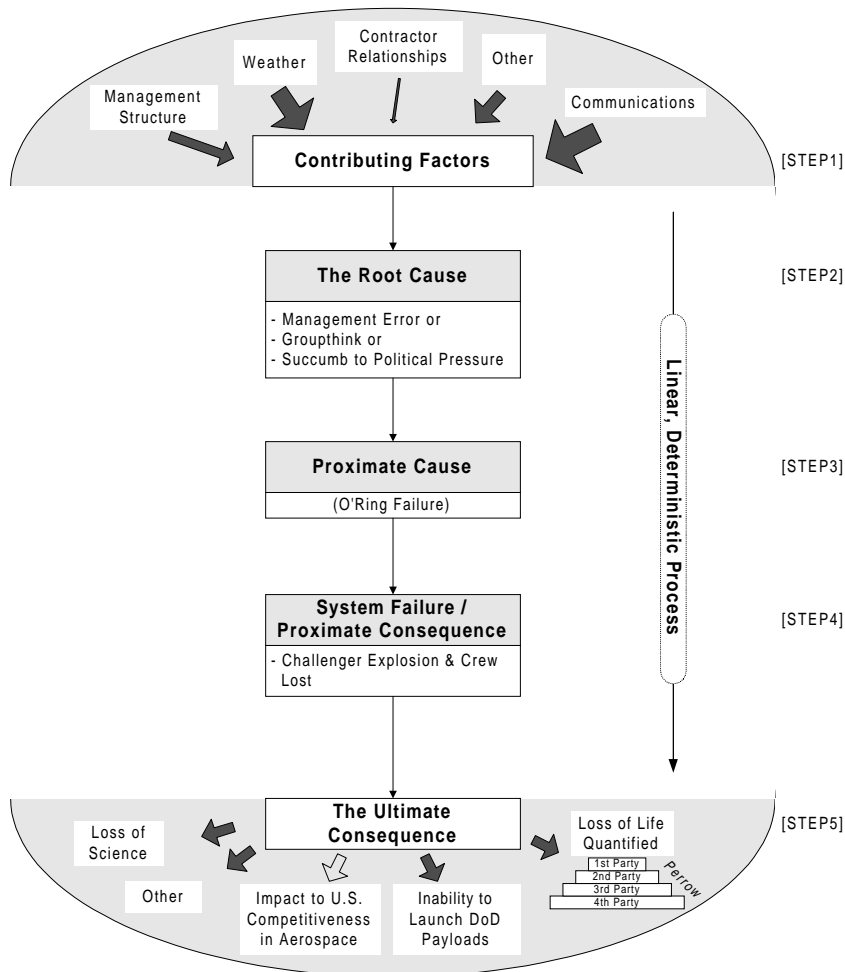 Contractor
Relationships
Weather
Other
Management
Structure
Communications
Contributing Factors
[STEP1]
The Root Cause
[STEP2]
- Management Error or
- Groupthink or
- Succumb to Political Pressure
Linear, Deterministic Process
Proximate Cause
[STEP3]
(O'Ring Failure)
System Failure /
Proximate Consequence
[STEP4]
- Challenger Explosion & Crew
Lost
The Ultimate
Consequence
[STEP5]
Loss of
Science
Other
Impact to U.S.
Competitiveness
in Aerospace
Inability to
Launch DoD
Payloads
Loss of Life
Quantified
1st Party
2nd Party
3rd Party
4th Party
Perrow